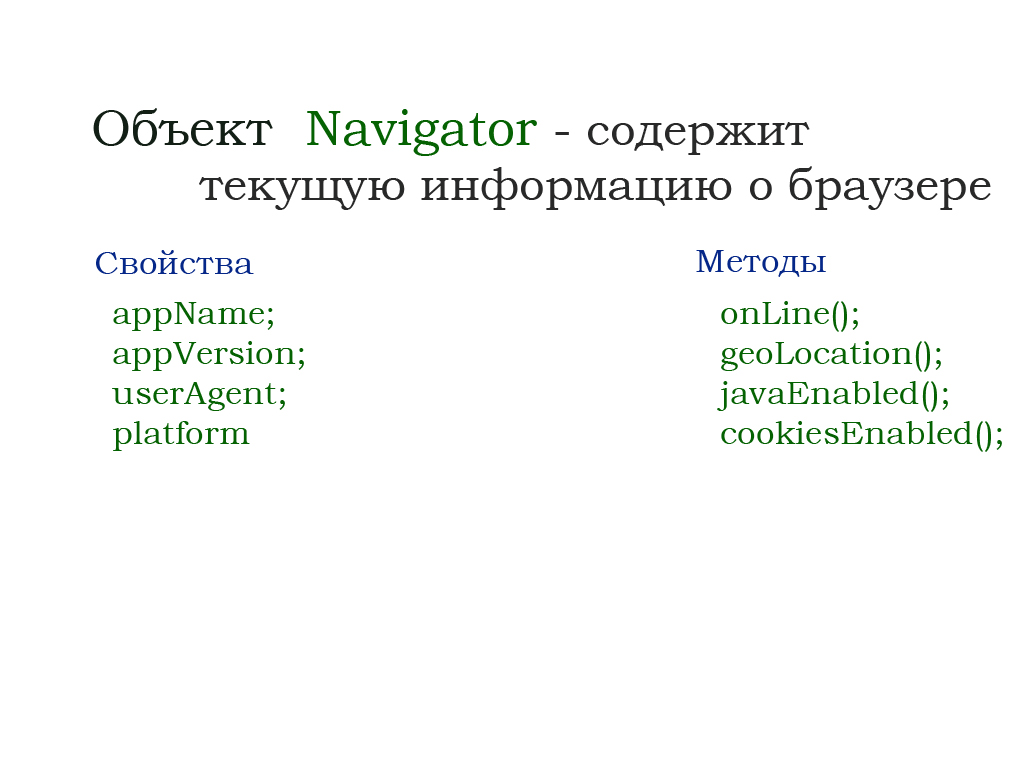 Объект Navigator - содержит
текущую информацию о браузере
Свойства
appName;
appVersion;
userAgent;
platform
Методы
onLine();
geoLocation();
javaEnabled();
cookiesEnabled();